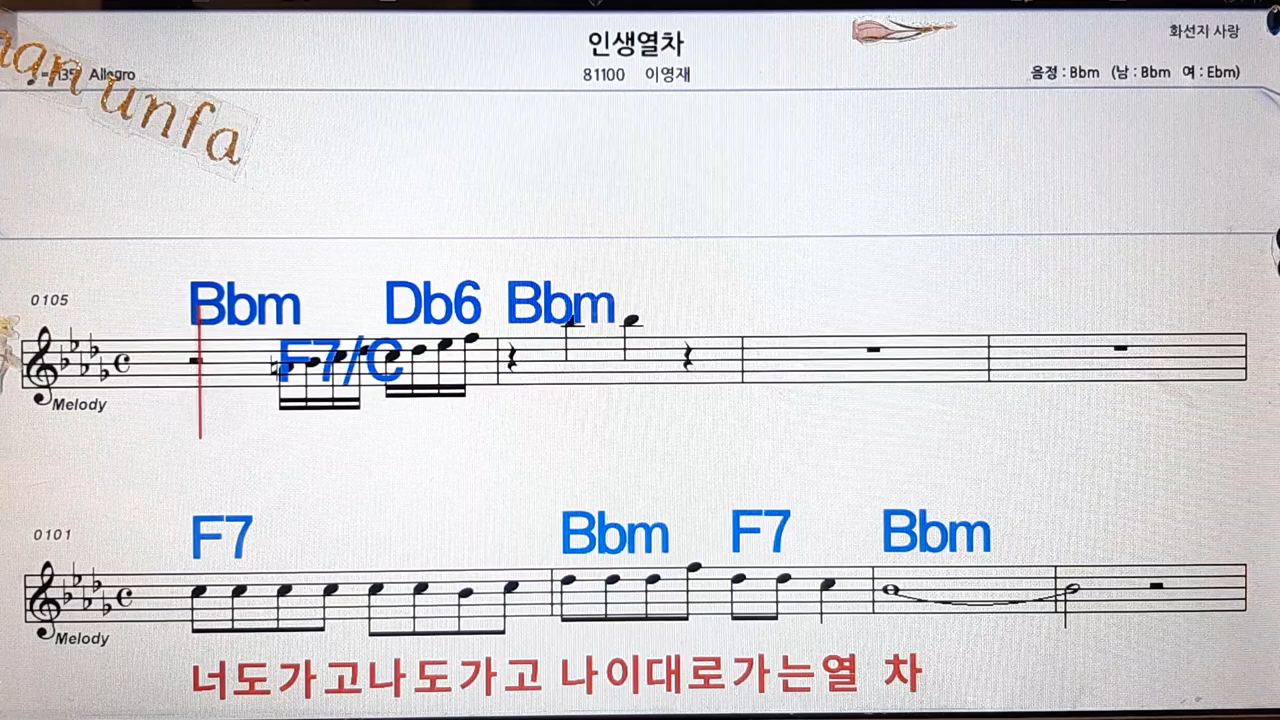 인생열차
화선지 사랑
81100 이영재
음정 : Bbm (남 : Bbm 여 : Ebm)
Allegro
unfa
0105
Bbm Db6 Bbm
F7/C
Melody
0101
F7 Bbm F7 Bbm
Melody
너도가고나도가고 나이대로가는열 차